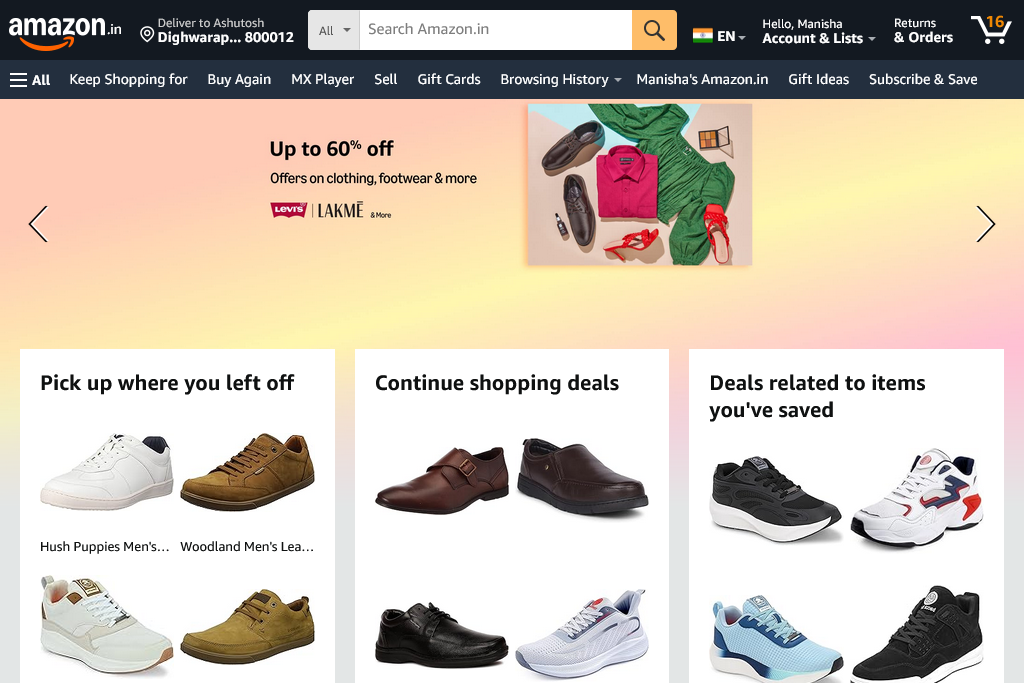 amazon.in
Deliver to Ashutosh
Dighwarap... 800012
All
Search Amazon.in
EN
Hello, Manisha
Account & Lists
Returns
& Orders
16
All
Keep Shopping for
Buy Again
MX Player
Sell
Gift Cards
Browsing History
Manisha's Amazon.in
Gift Ideas
Subscribe & Save
Up to 60% off
Offers on clothing, footwear & more
LEVI'S LAKMĒ & More
Pick up where you left off
Continue shopping deals
Deals related to items
you've saved
Hush Puppies Men's...
Woodland Men's Lea...